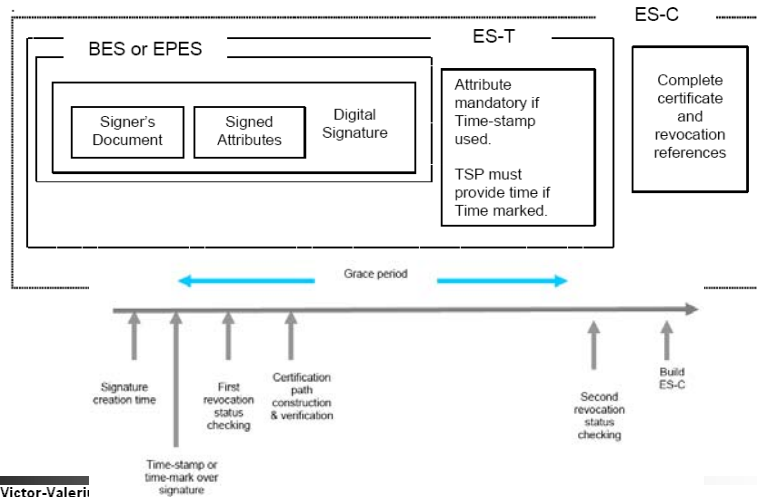 ES-C
BES or EPES
ES-T
Signer's
Document
Signed
Attributes
Digital
Signature
Attribute
mandatory if
Time-stamp
used.
TSP must
provide time if
Time marked.
Complete
certificate
and
revocation
references
Grace period
Signature
creation time
Time-stamp or
time-mark over
signature
First
revocation
status
checking
Certification
path
construction
& verification
Second
revocation
status
checking
Build
ES-C